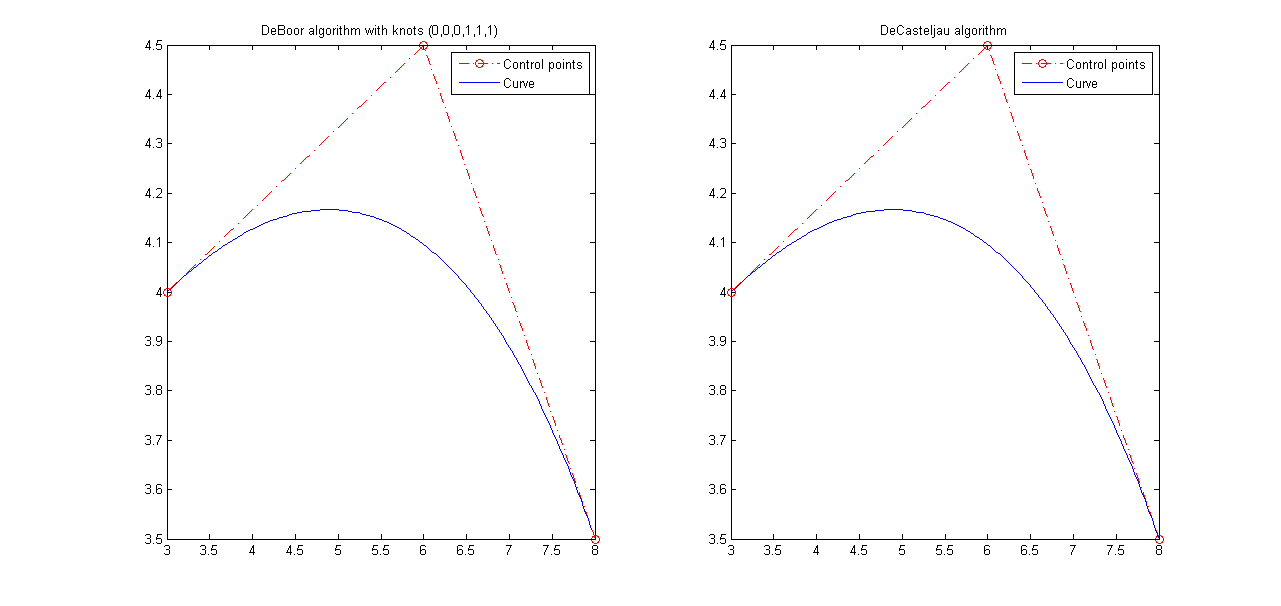 DeBoor algorithm with knots (0,0,0,1,1,1)
4.5
4.4
4.3
4.2
4.1
4
3.9
3.8
3.7
3.6
3.5
3 3.5 4 4.5 5 5.5 6 6.5 7 7.5 8
Control points
Curve
DeCasteljau algorithm
4.5
4.4
4.3
4.2
4.1
4
3.9
3.8
3.7
3.6
3.5
3 3.5 4 4.5 5 5.5 6 6.5 7 7.5 8
Control points
Curve